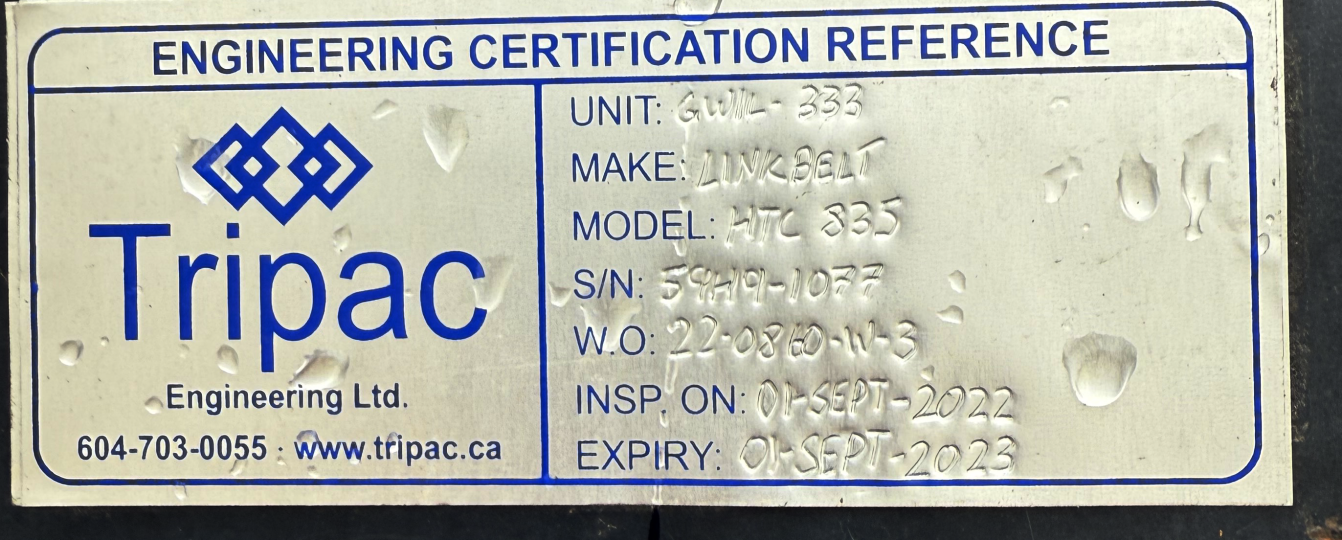 ENGINEERING CERTIFICATION REFERENCE
Tripac
Engineering Ltd.
604-703-0055 · www.tripac.ca
UNIT: GWIL-333
MAKE: LINKBELT
MODEL: HTC 835
S/N: 59H9I-1077
W.O: 22-0860-W-3
INSP. ON: 01-SEPT-2022
EXPIRY: 01-SEPT-2023